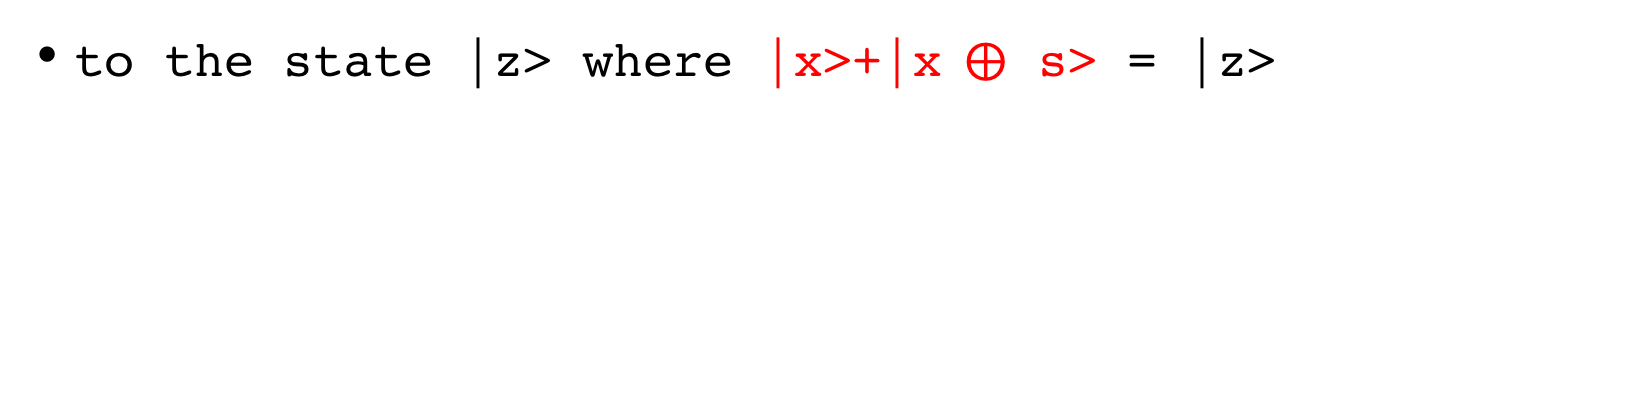 • to the state |z> where |x>+|x ⊕ s> = |z>